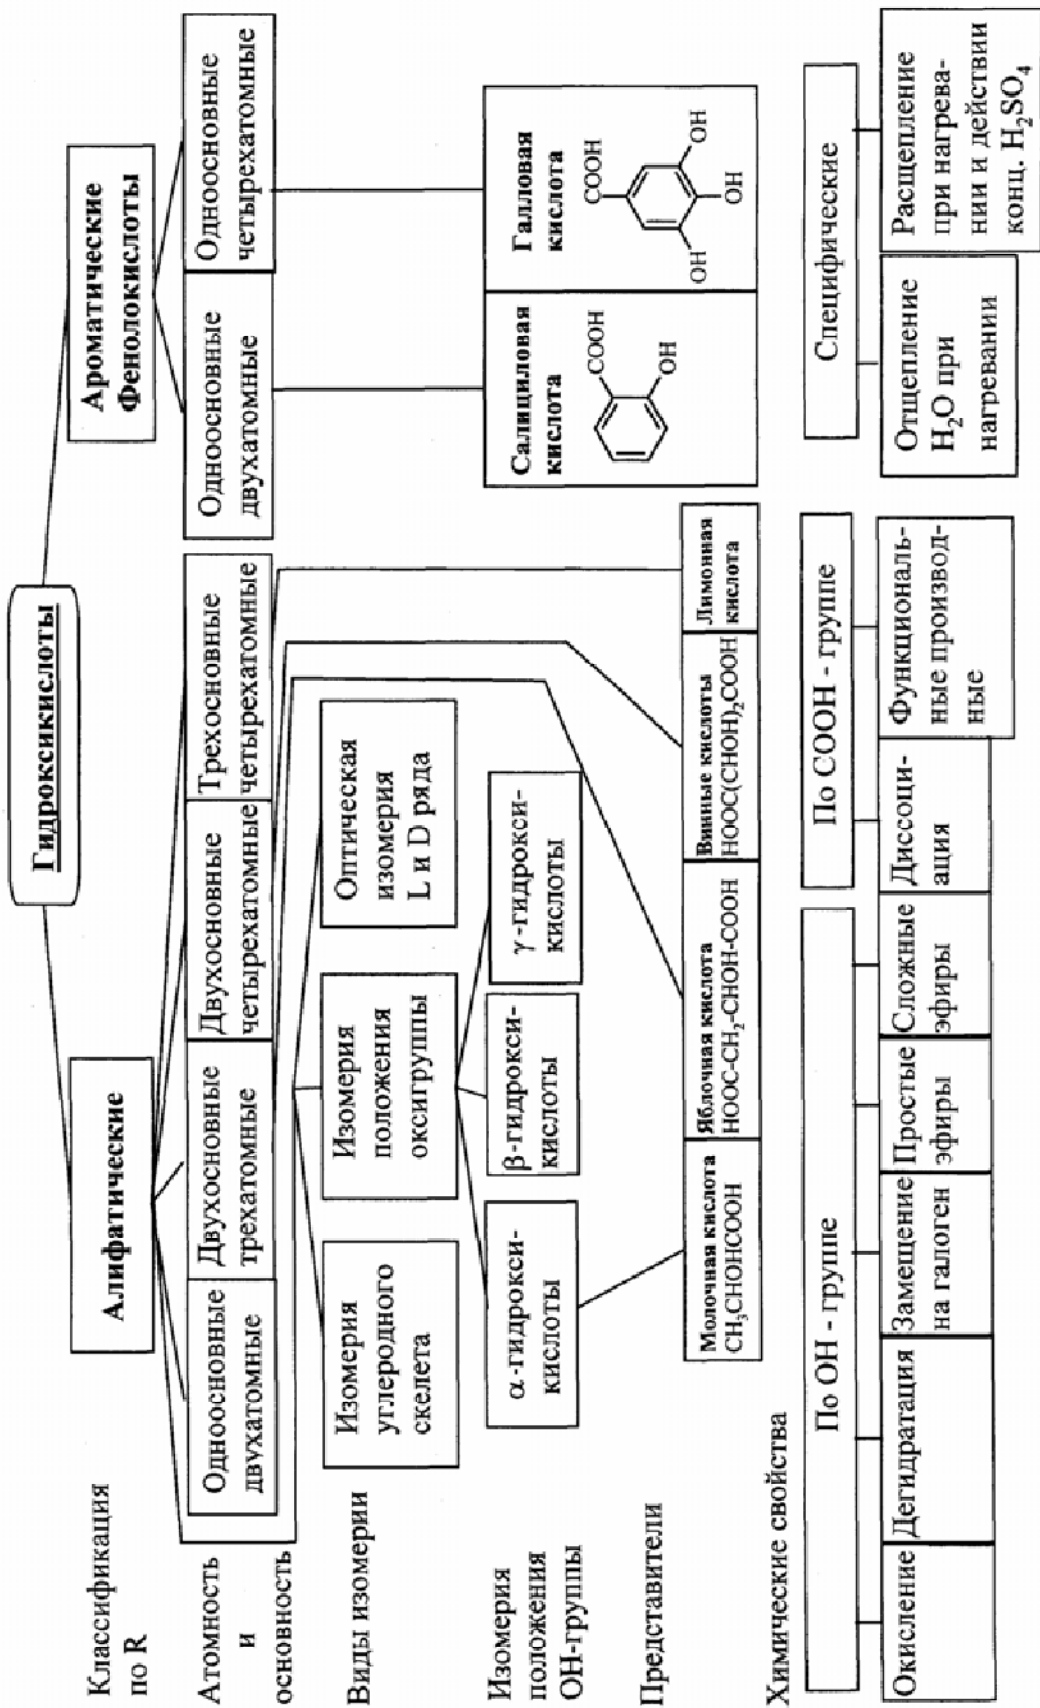 Гидроксикислоты
Классификация
по R
Алифатические
Ароматические
Фенолокислоты
Атомность
и
основность
Одноосновные
двухатомные
Двухосновные
трехатомные
Двухосновные
четырехатомные
Трехосновные
четырехатомные
Одноосновные
двухатомные
Одноосновные
четырехатомные
Виды изомерии
Изомерия
углеродного
скелета
Изомерия
положения
оксигруппы
Оптическая
изомерия
L и D ряда
Изомерия
положения
ОН-группы
α-гидрокси-
кислоты
β-гидрокси-
кислоты
γ-гидрокси-
кислоты
Салициловая
кислота
COOH
OH
Галловая
кислота
COOH
OH
OH
OH
Представители
Молочная кислота
CH₃CHOHCOOH
Яблочная кислота
HOOC-CH₂-CHOH-COOH
Винные кислоты
HOOC(CHOH)₂COOH
Лимонная
кислота
Химические свойства
По ОН - группе
По СООН - группе
Специфические
Окисление
Дегидратация
Замещение
на галоген
Простые
эфиры
Сложные
эфиры
Диссоци-
ация
Функциональ-
ные производ-
ные
Отщепление
H₂O при
нагревании
Расщепление
при нагрева-
нии и действии
конц. H₂SO₄